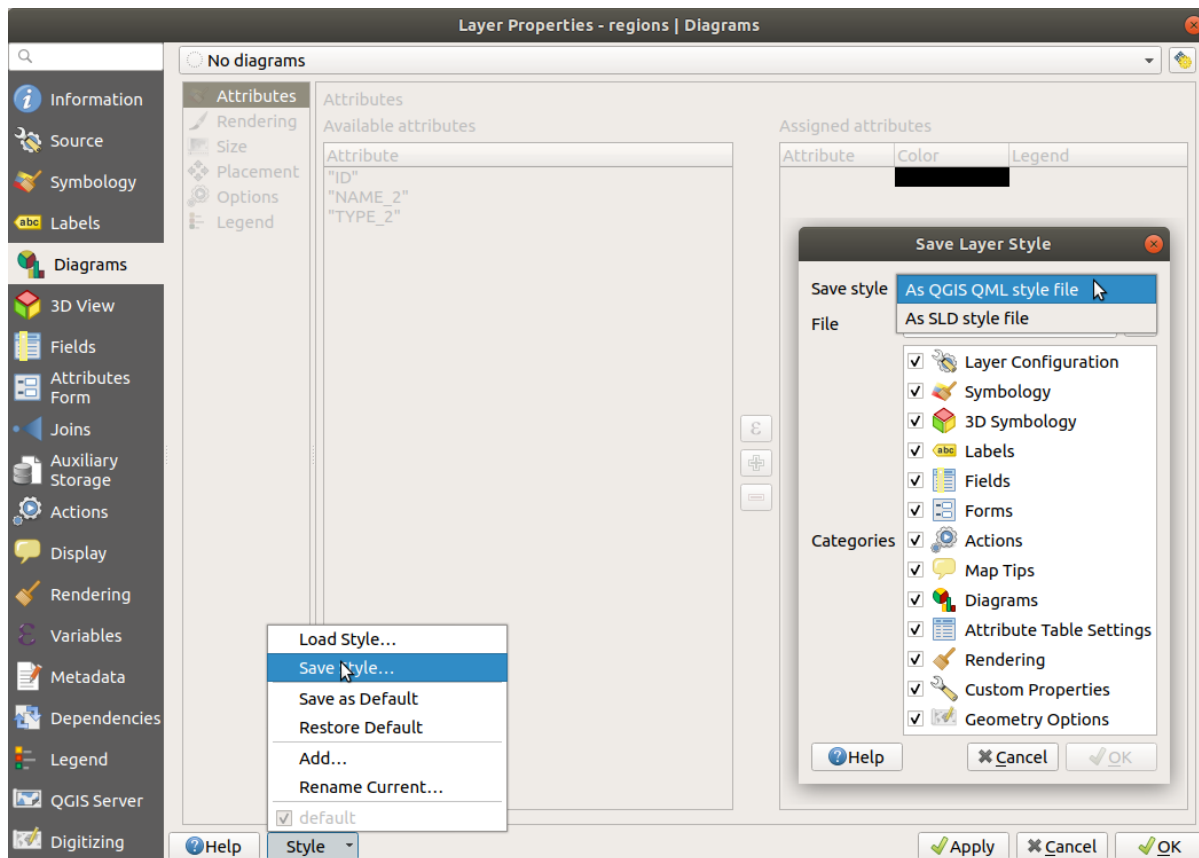 Layer Properties - regions | Diagrams
No diagrams
Information
Source
Symbology
abc Labels
Diagrams
3D View
Fields
Attributes
Form
Joins
Auxiliary
Storage
Actions
Display
Rendering
Variables
Metadata
Dependencies
Legend
QGIS Server
Digitizing
Attributes
Rendering
Size
Placement
Options
Legend
Attributes
Available attributes
Attribute
"ID"
"NAME_2"
"TYPE_2"
Assigned attributes
Attribute Color Legend
Save Layer Style
Save style As QGIS QML style file
As SLD style file
File
Categories
Layer Configuration
Symbology
3D Symbology
abc Labels
Fields
Forms
Actions
Map Tips
Diagrams
Attribute Table Settings
Rendering
Custom Properties
Geometry Options
Help Cancel OK
Load Style...
Save Style...
Save as Default
Restore Default
Add...
Rename Current...
default
Help Style Apply Cancel OK